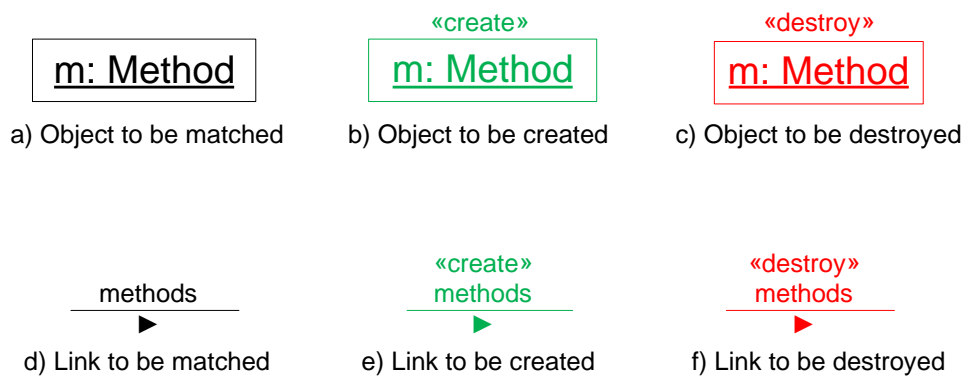 «create»
«destroy»
m: Method
m: Method
m: Method
a) Object to be matched
b) Object to be created
c) Object to be destroyed
«create»
«destroy»
methods
methods
methods
d) Link to be matched
e) Link to be created
f) Link to be destroyed